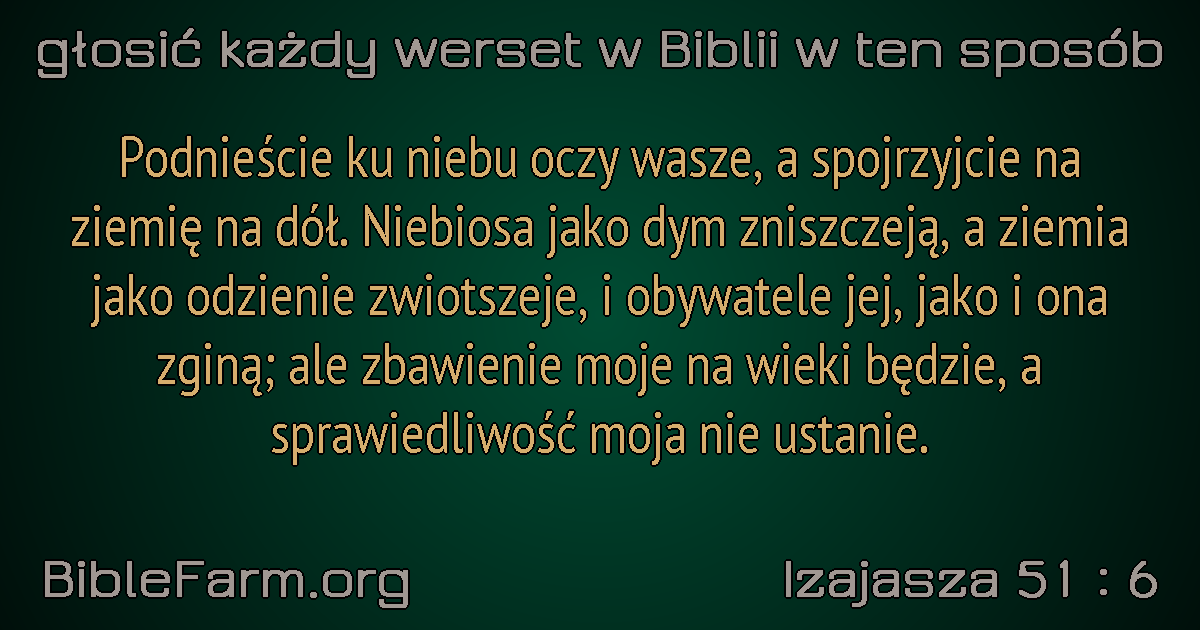 głosić każdy werset w Biblii w ten sposób
Podnieście ku niebu oczy wasze, a spojrzyjcie na
ziemię na dół. Niebiosa jako dym zniszczeją, a ziemia
jako odzienie zwiotszeje, i obywatele jej, jako i ona
zginą; ale zbawienie moje na wieki będzie, a
sprawiedliwość moja nie ustanie.
BibleFarm.org
Izajasza 51 : 6